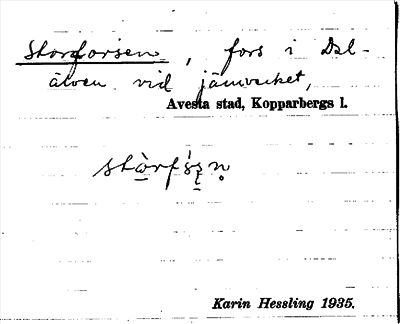 Storforsen, fors i Dal-
älven vid järnverket,
Avesta stad, Kopparbergs l.
Karin Hessling 1935.